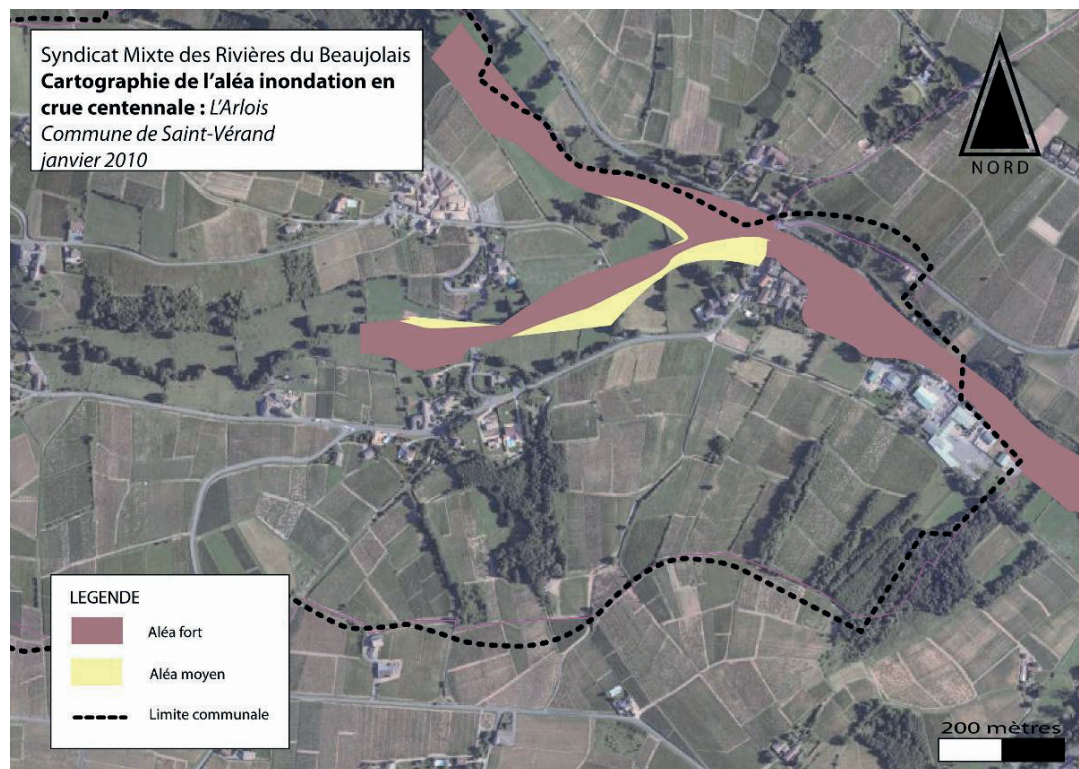 Syndicat Mixte des Rivières du Beaujolais
Cartographie de l'aléa inondation en
crue centennale : L'Arlois
Commune de Saint-Vérand
janvier 2010
NORD
LEGENDE
Aléa fort
Aléa moyen
Limite communale
200 mètres